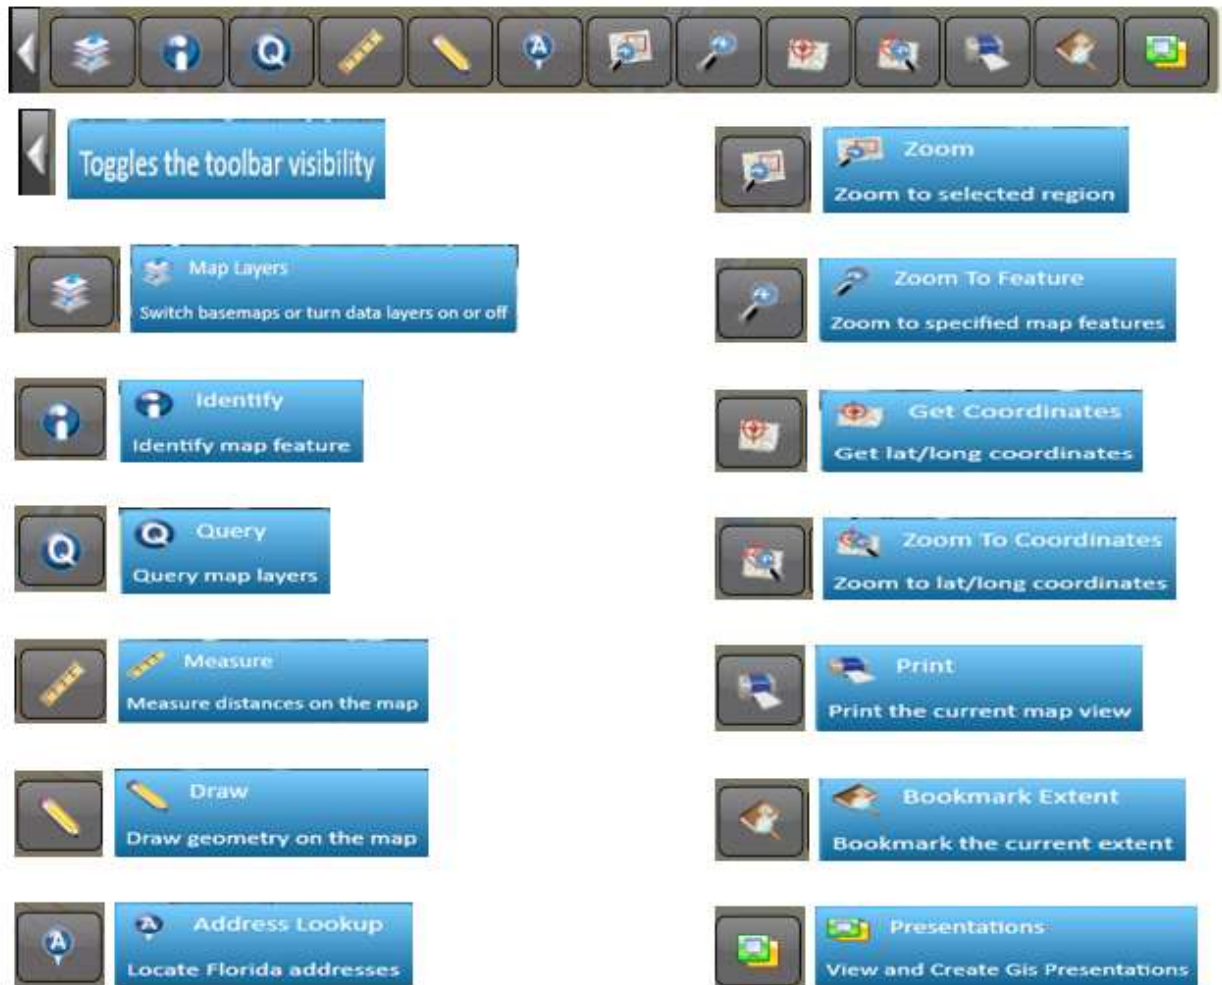 Toggles the toolbar visibility
Map Layers
Switch basemaps or turn data layers on or off
Identify
Identify map feature
Query
Query map layers
Measure
Measure distances on the map
Draw
Draw geometry on the map
Address Lookup
Locate Florida addresses
Zoom
Zoom to selected region
Zoom To Feature
Zoom to specified map features
Get Coordinates
Get lat/long coordinates
Zoom To Coordinates
Zoom to lat/long coordinates
Print
Print the current map view
Bookmark Extent
Bookmark the current extent
Presentations
View and Create Gis Presentations